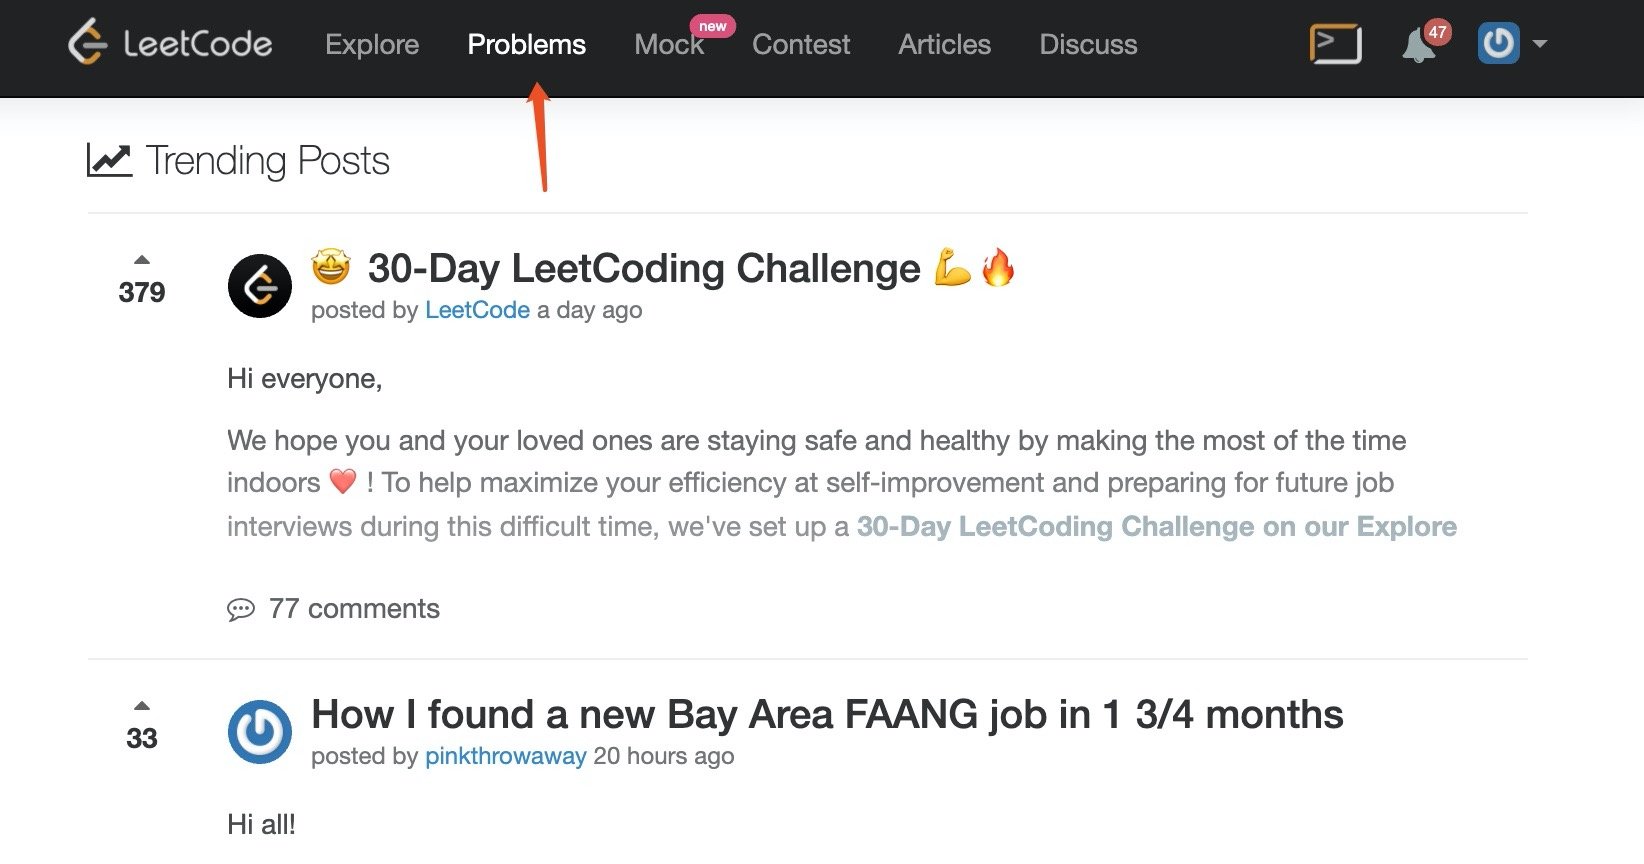 LeetCode Explore Problems Mock new Contest Articles Discuss 47
Trending Posts
379
🤩 30-Day LeetCoding Challenge 💪🔥
posted by LeetCode a day ago
Hi everyone,
We hope you and your loved ones are staying safe and healthy by making the most of the time
indoors ❤️ ! To help maximize your efficiency at self-improvement and preparing for future job
interviews during this difficult time, we've set up a 30-Day LeetCoding Challenge on our Explore
77 comments
33
How I found a new Bay Area FAANG job in 1 3/4 months
posted by pinkthrowaway 20 hours ago
Hi all!